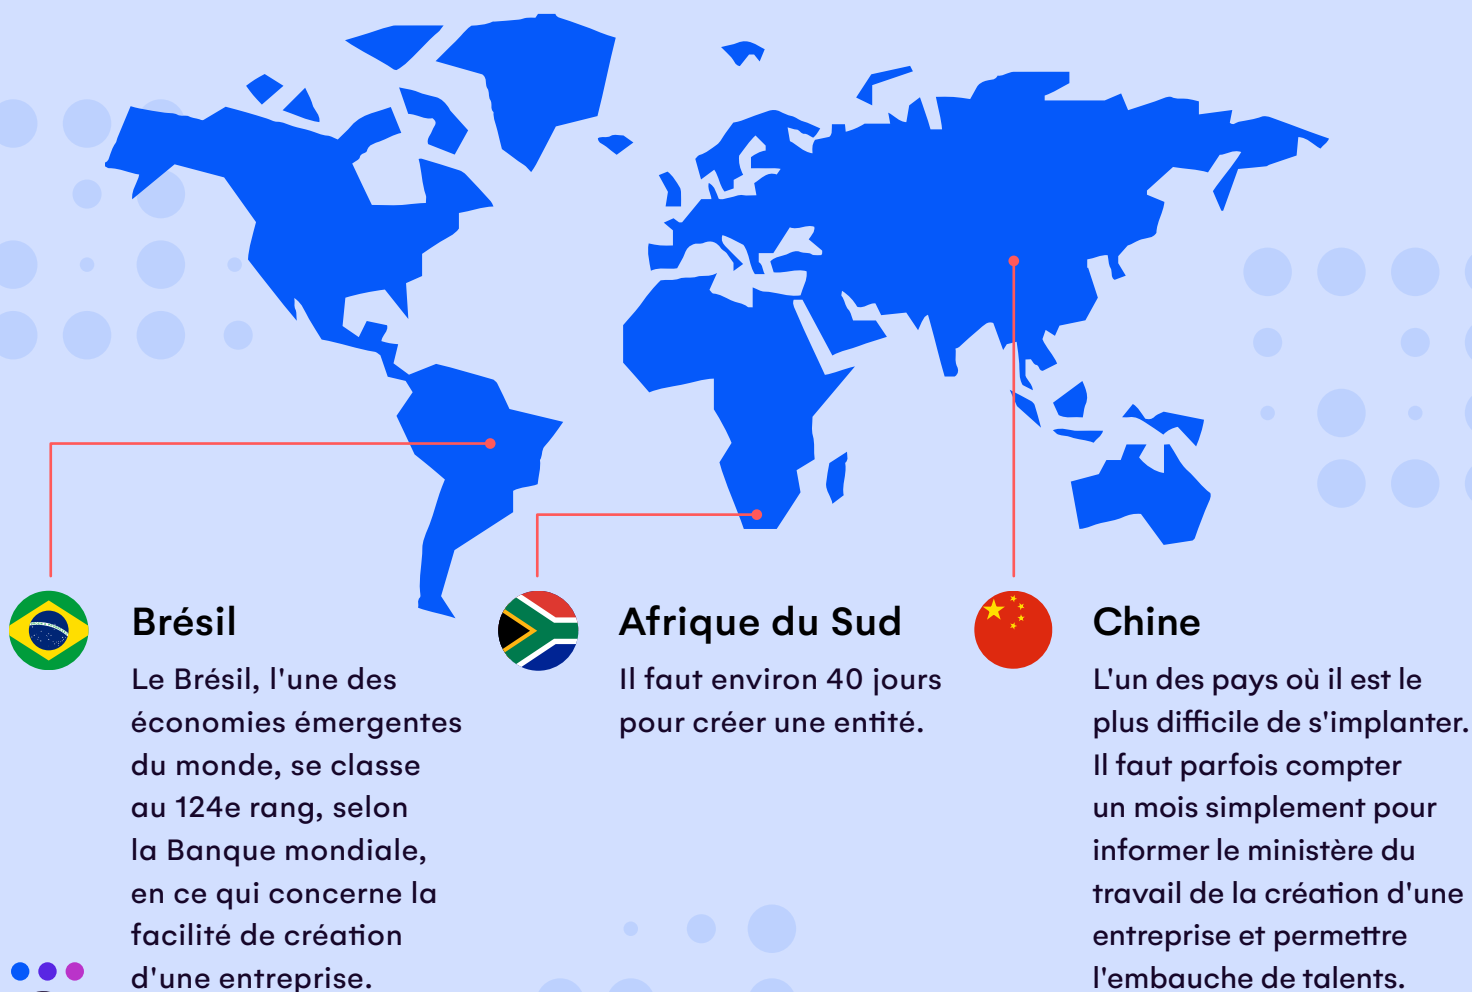 Brésil
Le Brésil, l'une des
économies émergentes
du monde, se classe
au 124e rang, selon
la Banque mondiale,
en ce qui concerne la
facilité de création
d'une entreprise.
Afrique du Sud
Il faut environ 40 jours
pour créer une entité.
Chine
L'un des pays où il est le
plus difficile de s'implanter.
Il faut parfois compter
un mois simplement pour
informer le ministère du
travail de la création d'une
entreprise et permettre
l'embauche de talents.